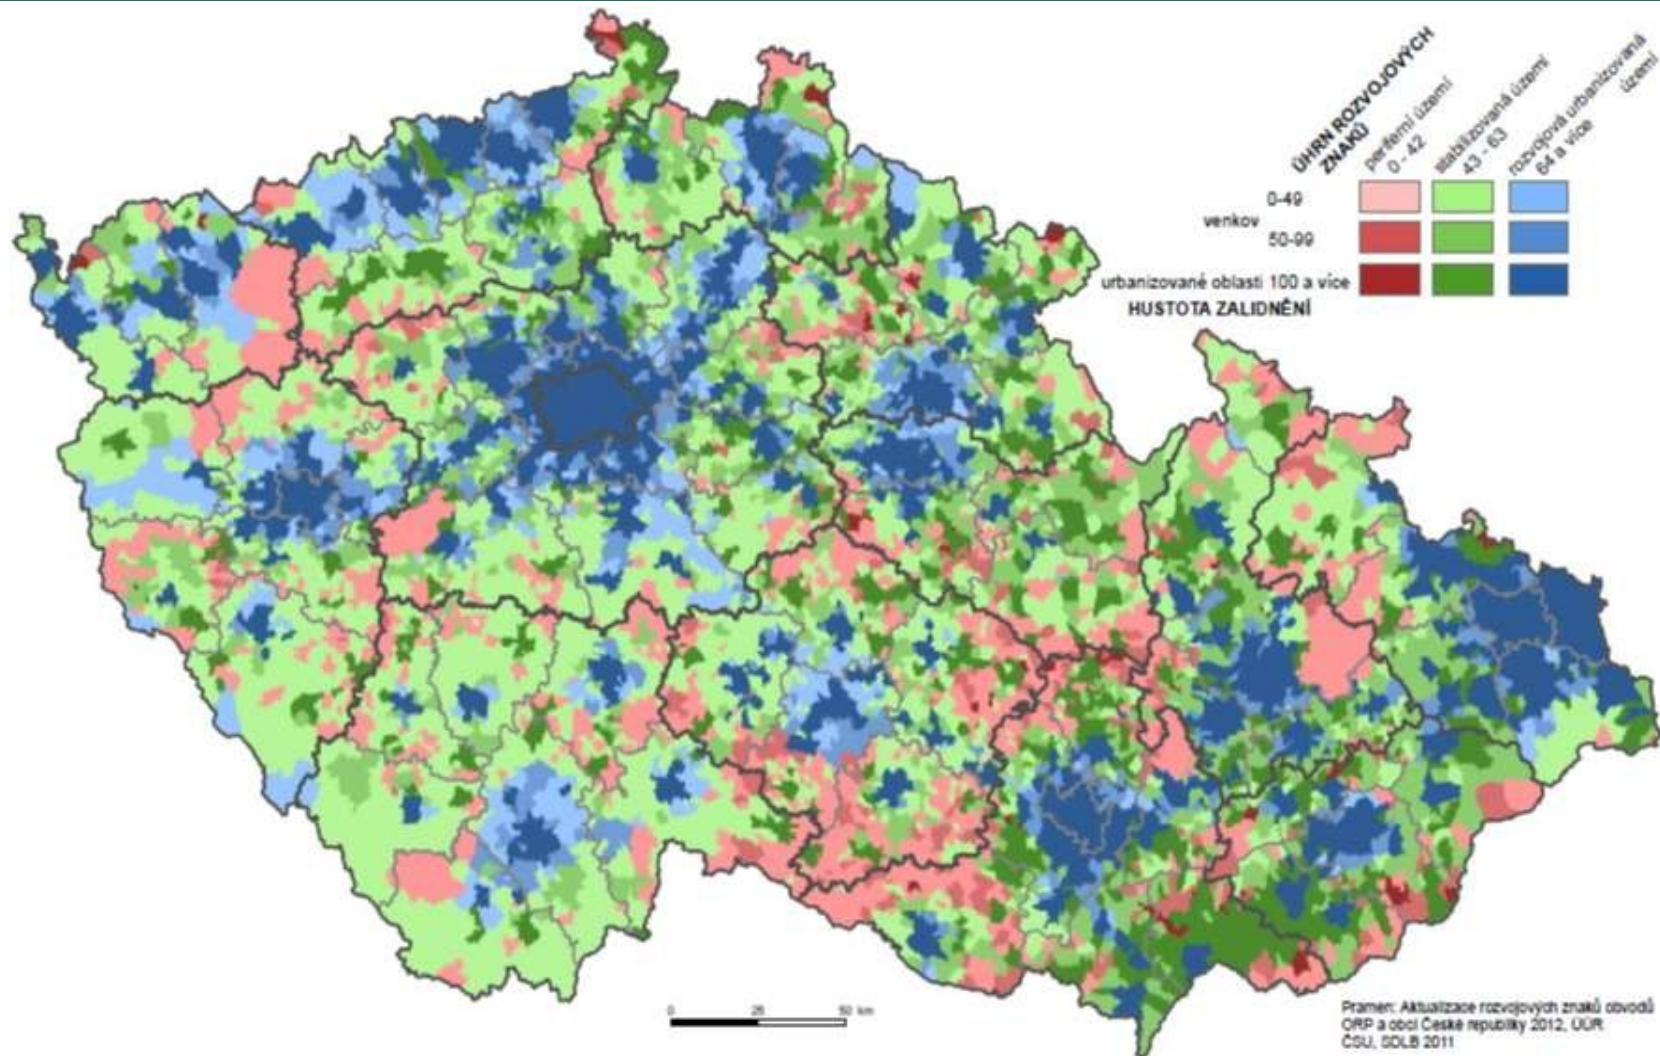 ÚHRN ROZVOJOVÝCH
ZNAKŮ
periferní území
0 - 42
stabilizovaná území
43 - 63
rozvojová urbanizovaná
území
64 a více
0-49
venkov
50-99
urbanizované oblasti 100 a více
HUSTOTA ZALIDNĚNÍ
0 25 50 km
Pramen: Aktualizace rozvojových znaků obvodů
ORP a obcí České republiky 2012, ÚÚR
ČSU, SDLB 2011